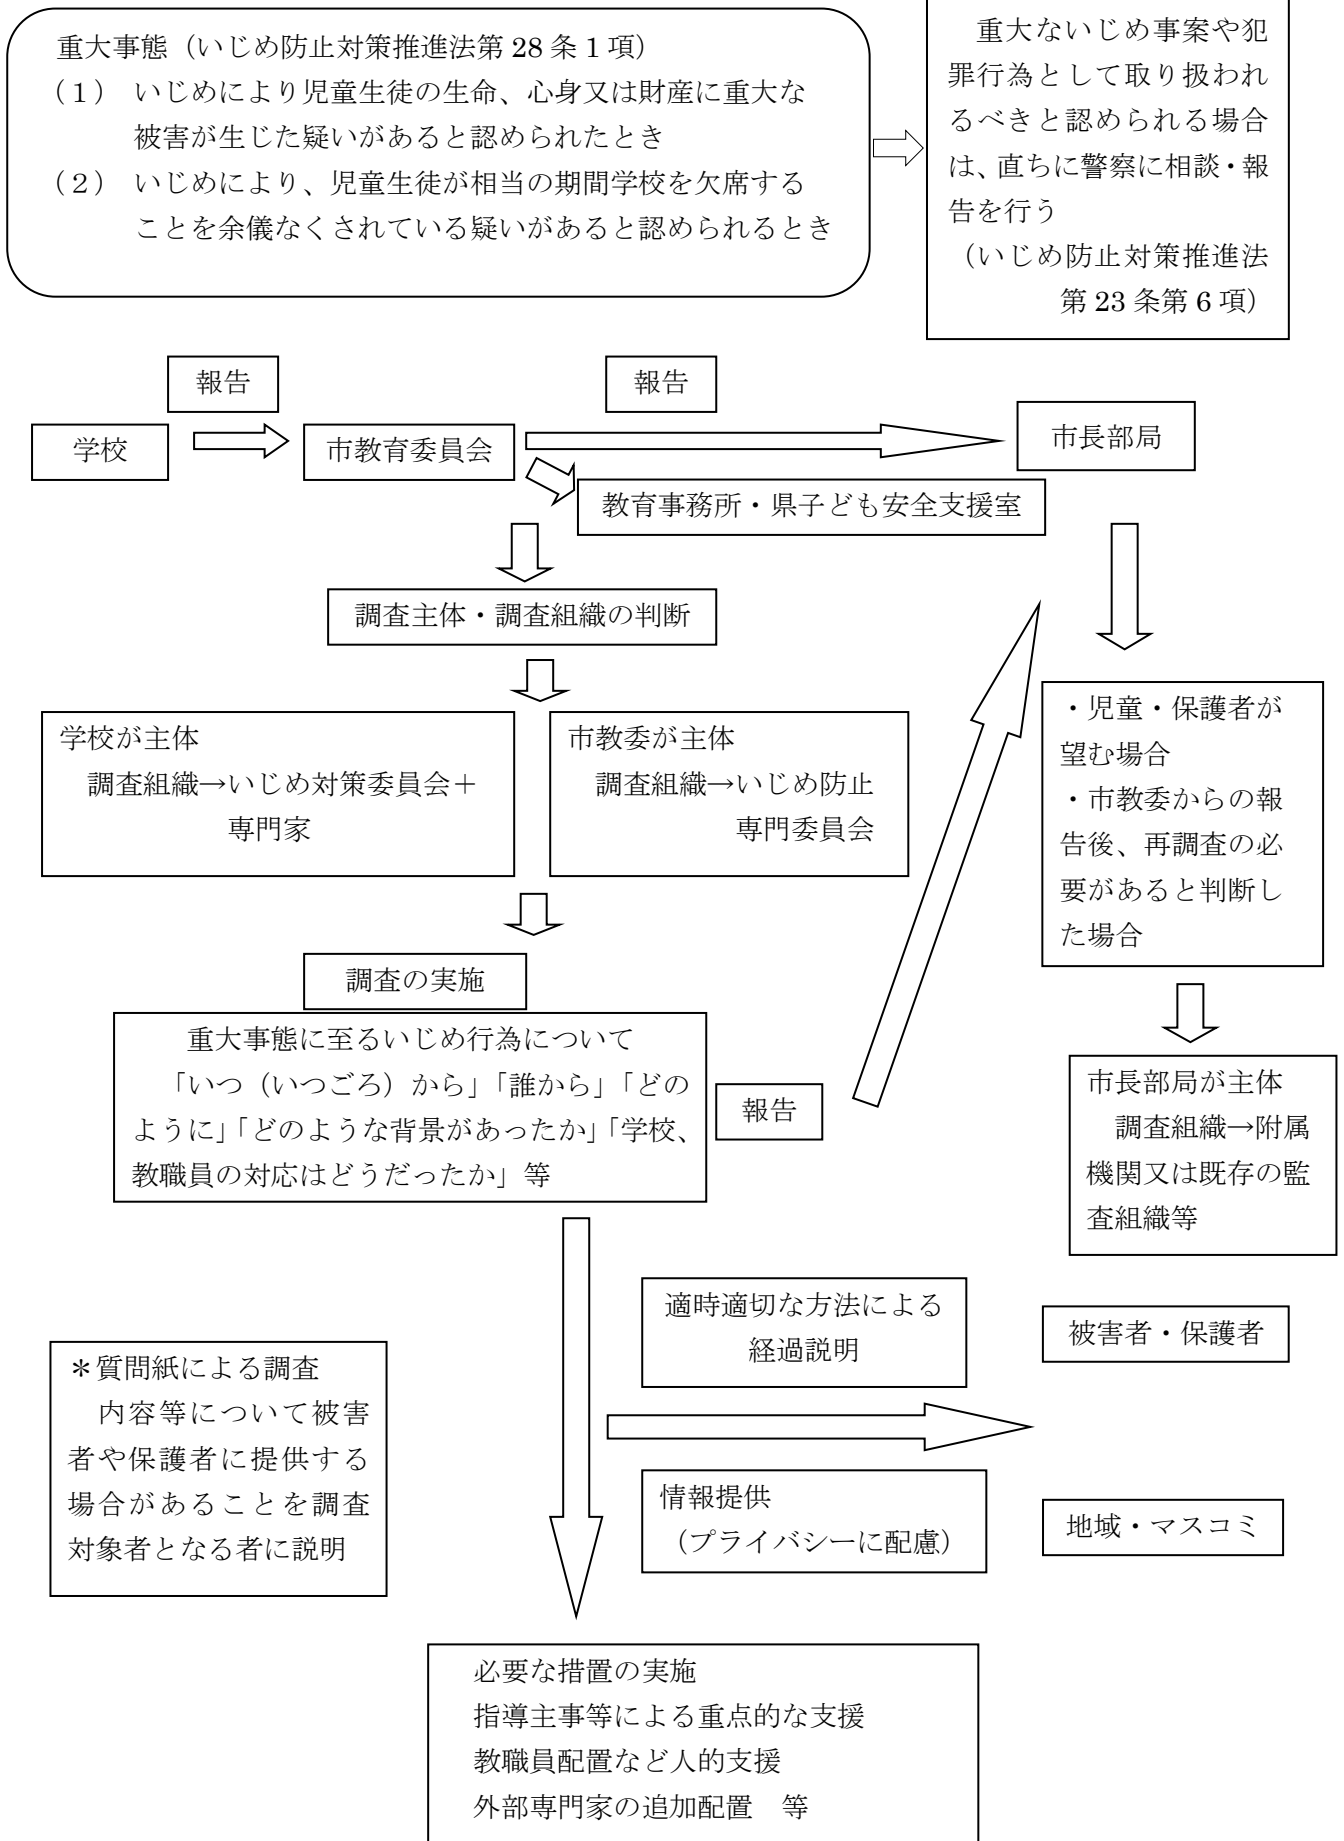 重大事態（いじめ防止対策推進法第 28 条 1 項）
（１）　いじめにより児童生徒の生命、心身又は財産に重大な
被害が生じた疑いがあると認められたとき
（２）　いじめにより、児童生徒が相当の期間学校を欠席する
ことを余儀なくされている疑いがあると認められるとき
重大ないじめ事案や犯
罪行為として取り扱われ
るべきと認められる場合
は、直ちに警察に相談・報
告を行う
（いじめ防止対策推進法
第 23 条第 6 項）
報告
報告
学校
市教育委員会
市長部局
教育事務所・県子ども安全支援室
調査主体・調査組織の判断
学校が主体
調査組織→いじめ対策委員会＋
専門家
市教委が主体
調査組織→いじめ防止
専門委員会
・児童・保護者が
望む場合
・市教委からの報
告後、再調査の必
要があると判断し
た場合
調査の実施
重大事態に至るいじめ行為について
「いつ（いつごろ）から」「誰から」「どの
ように」「どのような背景があったか」「学校、
教職員の対応はどうだったか」等
報告
市長部局が主体
調査組織→附属
機関又は既存の監
査組織等
適時適切な方法による
経過説明
被害者・保護者
＊質問紙による調査
内容等について被害
者や保護者に提供する
場合があることを調査
対象者となる者に説明
情報提供
（プライバシーに配慮）
地域・マスコミ
必要な措置の実施
指導主事等による重点的な支援
教職員配置など人的支援
外部専門家の追加配置　等